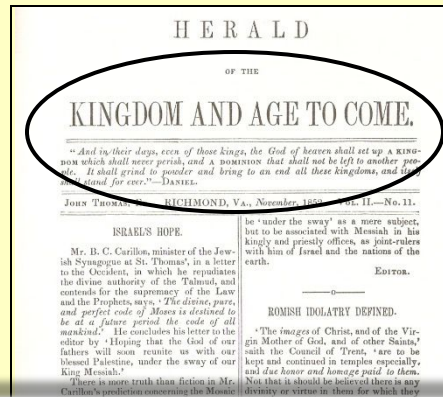 HERALD
OF THE
KINGDOM AND AGE TO COME.
"And in their days, even of those kings, the God of heaven shall set up A KING-
DOM which shall never perish, and A DOMINION that shall not be left to another peo-
ple. It shall grind to powder and bring to an end all these kingdoms, and itself
shall stand for ever."—DANIEL.
JOHN THOMAS, RICHMOND, VA., November, VOL. II.—No. 11.
ISRAEL'S HOPE.
Mr. B. C. Carillon, minister of the Jew-
ish Synagogue at St. Thomas', in a letter
to the Occident, in which he repudiates
the divine authority of the Talmud, and
contends for the supremacy of the Law
and the Prophets, says, 'The divine, pure,
and perfect code of Moses is destined to
be at a future period the code of all
mankind.' He concludes his letter to the
editor by 'Hoping that the God of our
fathers will soon reunite us with our
blessed Palestine, under the sway of our
King Messiah.'
There is more truth than fiction in Mr.
Carillon's prediction concerning the Mosaic
be 'under the sway' as a mere subject,
but to be associated with Messiah in his
kingly and priestly offices, as joint-rulers
with him of Israel and the nations of the
earth.
EDITOR.
ROMISH IDOLATRY DEFINED.
'The images of Christ, and of the Vir-
gin Mother of God, and of other Saints,'
saith the Council of Trent, 'are to be
kept and continued in temples especially,
and due honor and homage paid to them.
Not that it should be believed there is any
divinity or virtue in them for which they